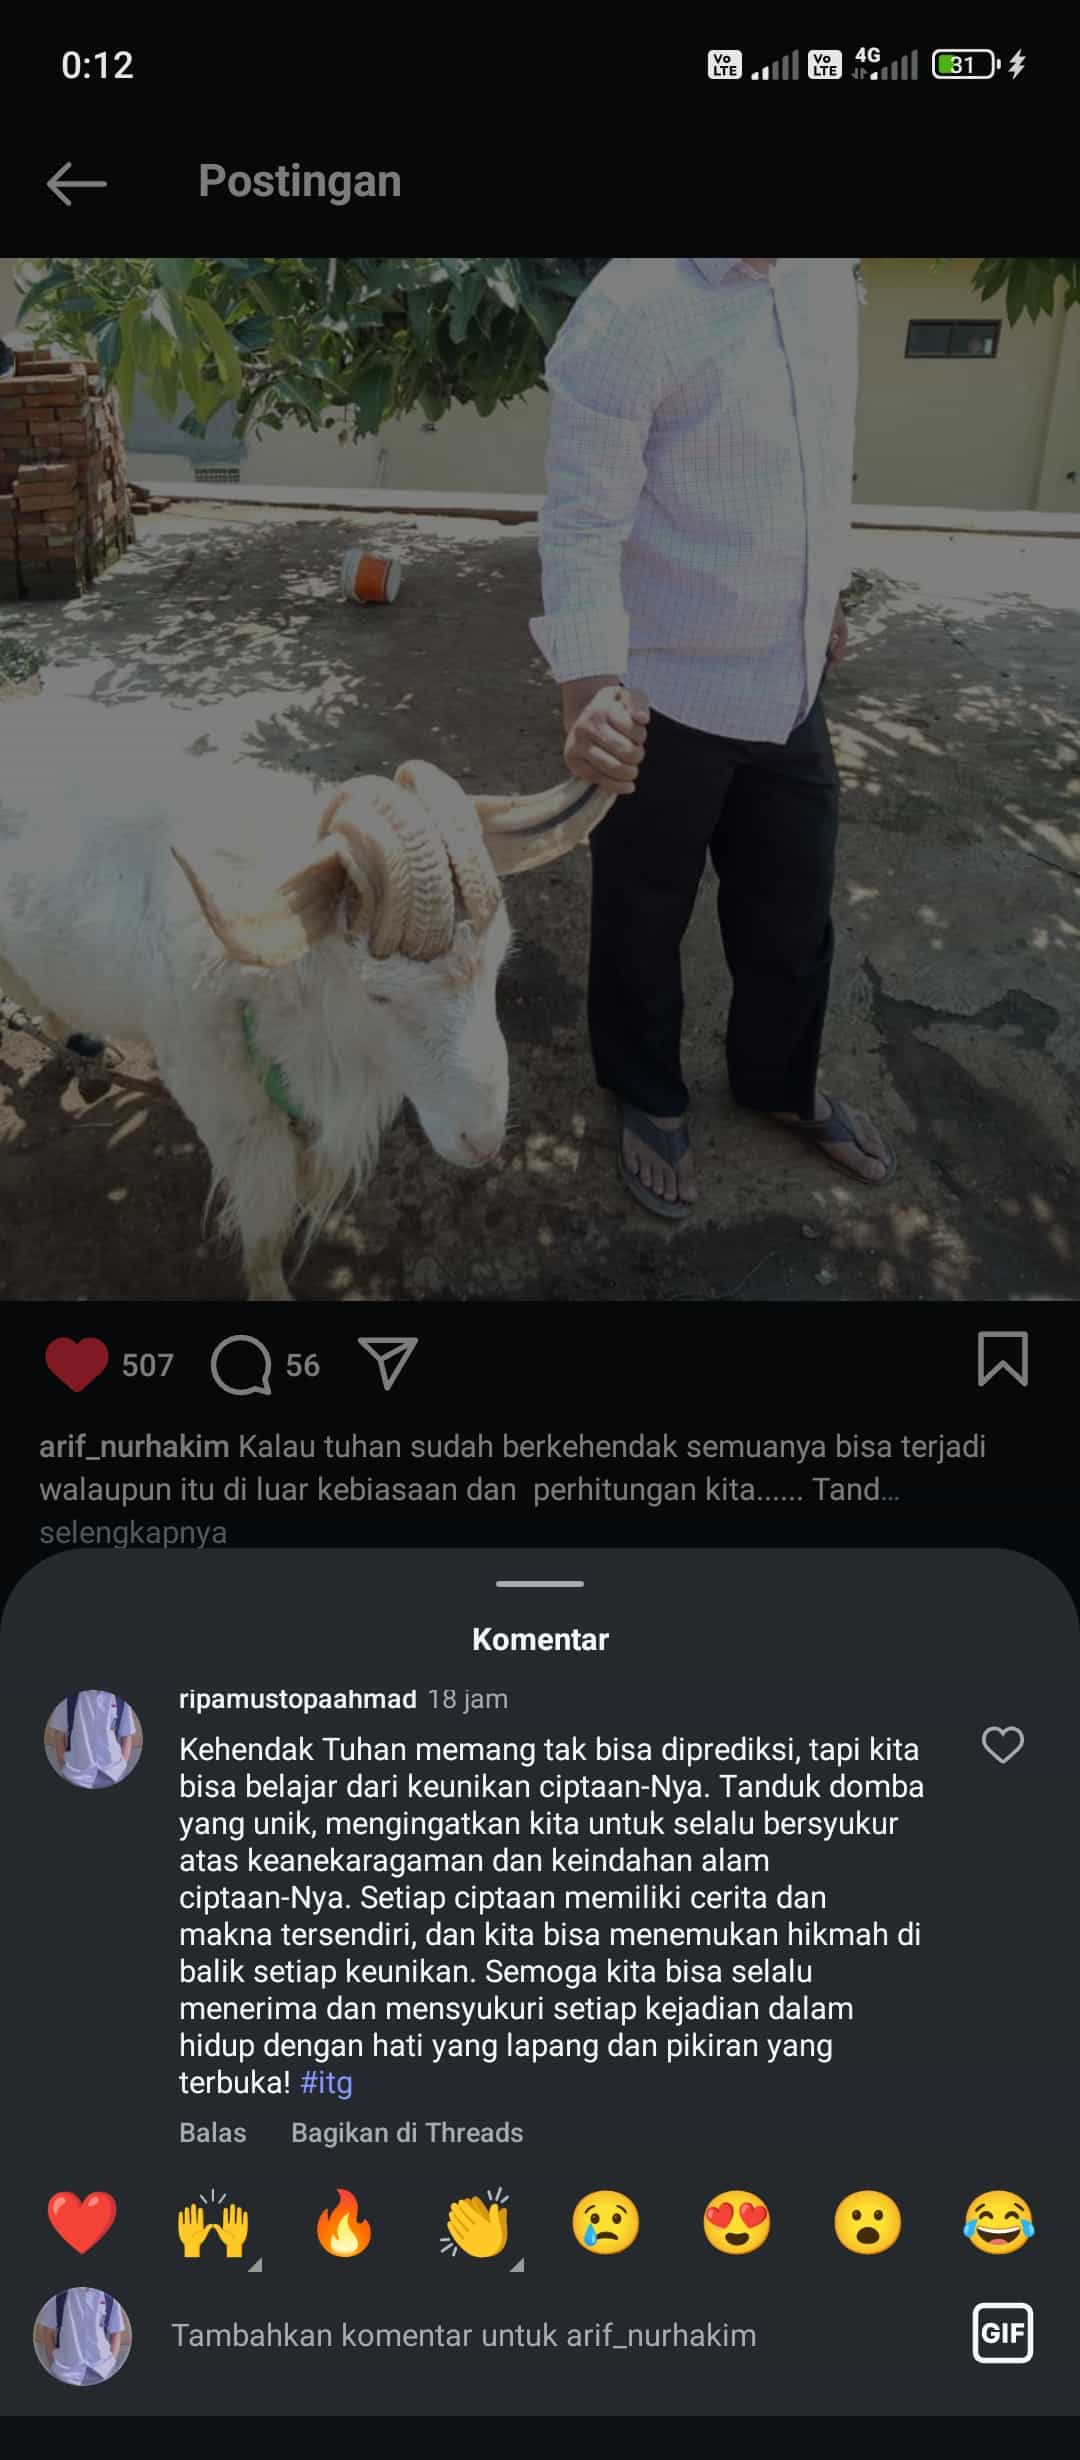 0:12
Vo LTE Vo LTE 4G 31
Postingan
507 56
arif_nurhakim Kalau tuhan sudah berkehendak semuanya bisa terjadi
walaupun itu di luar kebiasaan dan perhitungan kita...... Tand...
selengkapnya
Komentar
ripamustopaahmad 18 jam
Kehendak Tuhan memang tak bisa diprediksi, tapi kita
bisa belajar dari keunikan ciptaan-Nya. Tanduk domba
yang unik, mengingatkan kita untuk selalu bersyukur
atas keanekaragaman dan keindahan alam
ciptaan-Nya. Setiap ciptaan memiliki cerita dan
makna tersendiri, dan kita bisa menemukan hikmah di
balik setiap keunikan. Semoga kita bisa selalu
menerima dan mensyukuri setiap kejadian dalam
hidup dengan hati yang lapang dan pikiran yang
terbuka! #itg
Balas Bagikan di Threads
Tambahkan komentar untuk arif_nurhakim GIF